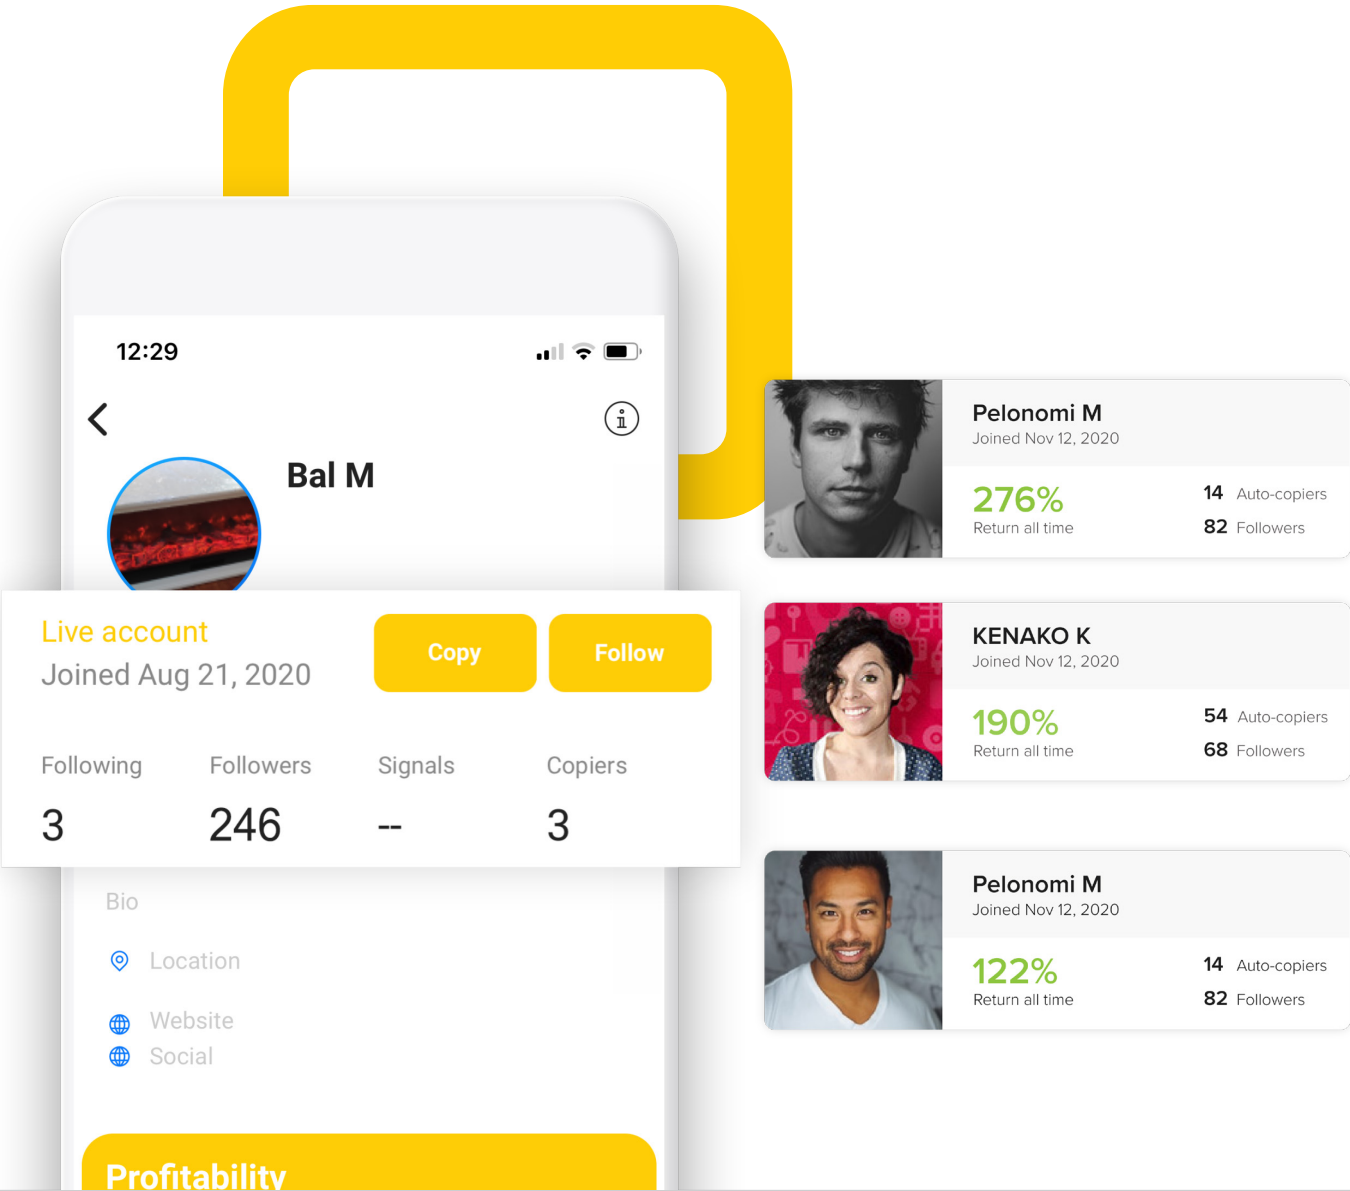 12:29
Bal M
Live account
Joined Aug 21, 2020
Copy
Follow
Following Followers Signals Copiers
3 246 -- 3
Bio
Location
Website
Social
Profitability
Pelonomi M
Joined Nov 12, 2020
276%
Return all time
14 Auto-copiers
82 Followers
KENAKO K
Joined Nov 12, 2020
190%
Return all time
54 Auto-copiers
68 Followers
Pelonomi M
Joined Nov 12, 2020
122%
Return all time
14 Auto-copiers
82 Followers